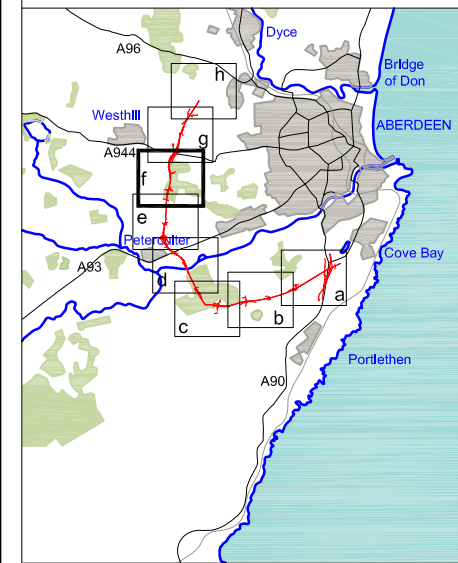 Dyce
A96
Bridge
of Don
h
Westhill
ABERDEEN
g
A944
f
e
Peterculter
Cove Bay
A93
d
a
c
b
Portlethen
A90